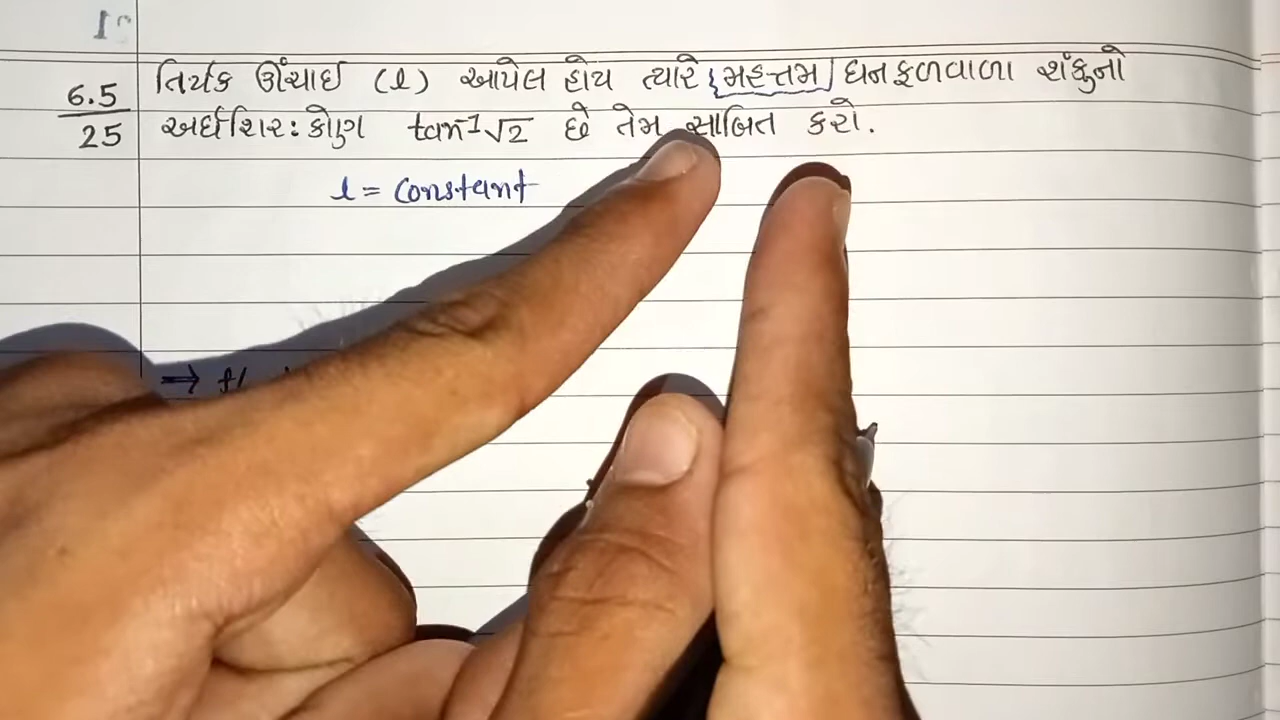 6.5
25
તિર્યક ઊંચાઈ (l) આપેલ હોય ત્યારે {મહત્તમ} ઘનફળવાળા શંકુનો
અર્ધશિરઃકોણ tan⁻¹√2 છે તેમ સાબિત કરો.
l = constant
⇒